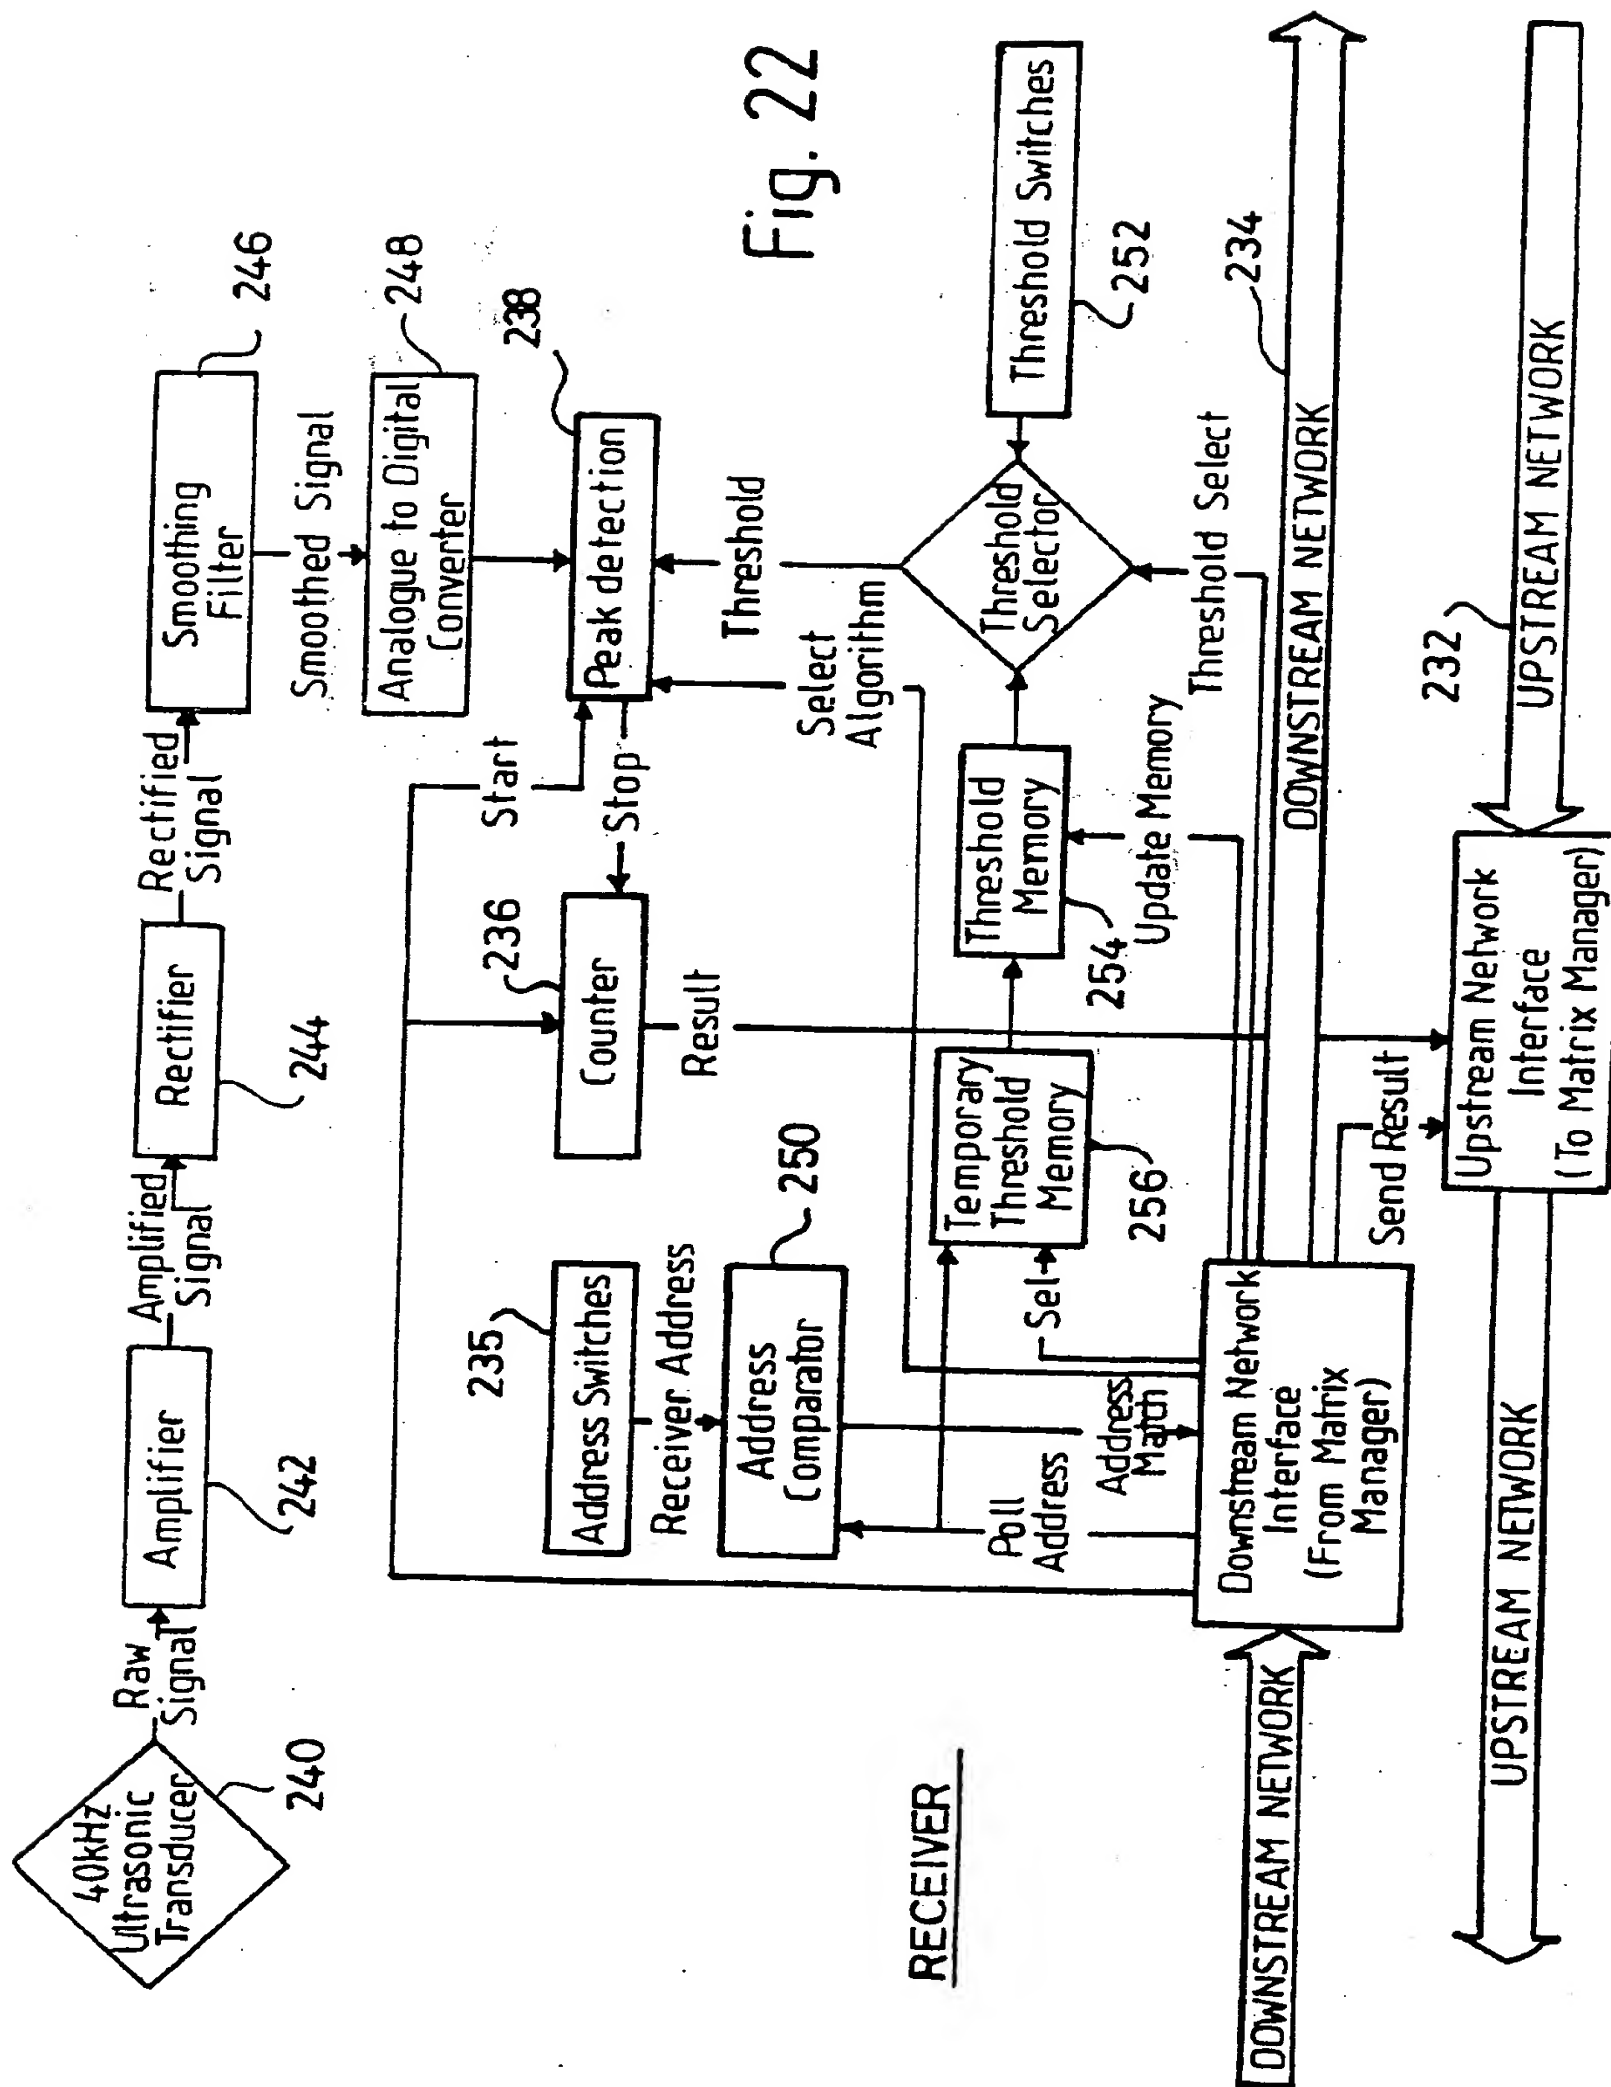 40kHz
Ultrasonic
Transducer
240
Raw
Signal
Amplifier
242
Amplified
Signal
Rectifier
244
Rectified
Signal
Smoothing
Filter
246
Smoothed Signal
Analogue to Digital
Converter
248
238
Peak detection
Start
Stop
236
Counter
Result
235
Address Switches
Receiver Address
250
Address
Comparator
Select
Algorithm
Threshold
Fig. 22
Temporary
Threshold
Memory
256
Sel
Threshold
Memory
254
Update Memory
Threshold
Selector
Threshold Switches
252
Threshold Select
Poll
Address
Address
Match
RECEIVER
DOWNSTREAM NETWORK
Downstream Network
Interface
(From Matrix
Manager)
DOWNSTREAM NETWORK
234
Send Result
UPSTREAM NETWORK
Upstream Network
Interface
(To Matrix Manager)
UPSTREAM NETWORK
232